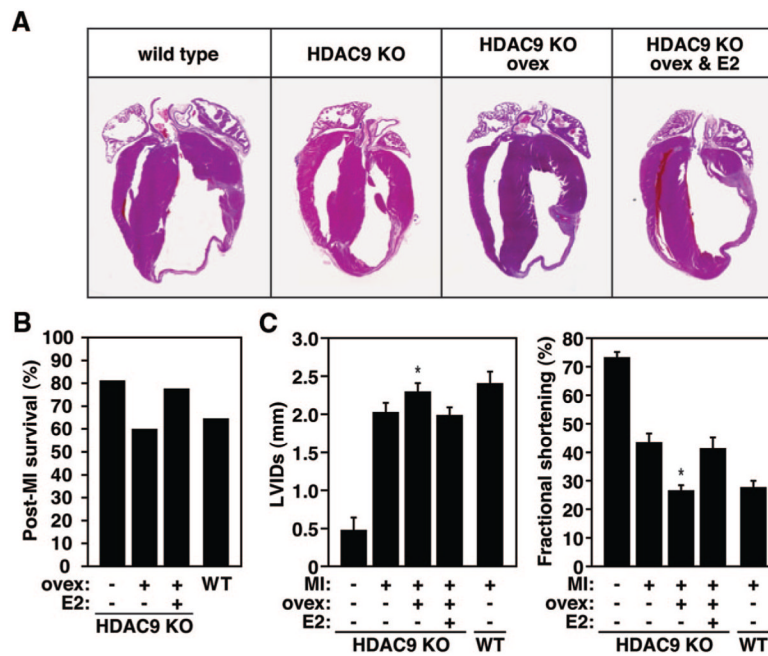 A
wild type
HDAC9 KO
HDAC9 KO
ovex
HDAC9 KO
ovex & E2
B
Post-MI survival (%)
100
90
80
70
60
50
40
30
20
10
0
ovex: - + + WT
E2: - - +
HDAC9 KO
C
LVIDs (mm)
3.0
2.5
2.0
1.5
1.0
0.5
0
*
MI: - + + + +
ovex: - - + + -
E2: - - - + -
HDAC9 KO WT
Fractional shortening (%)
80
70
60
50
40
30
20
10
0
*
MI: - + + + +
ovex: - - + + -
E2: - - - + -
HDAC9 KO WT